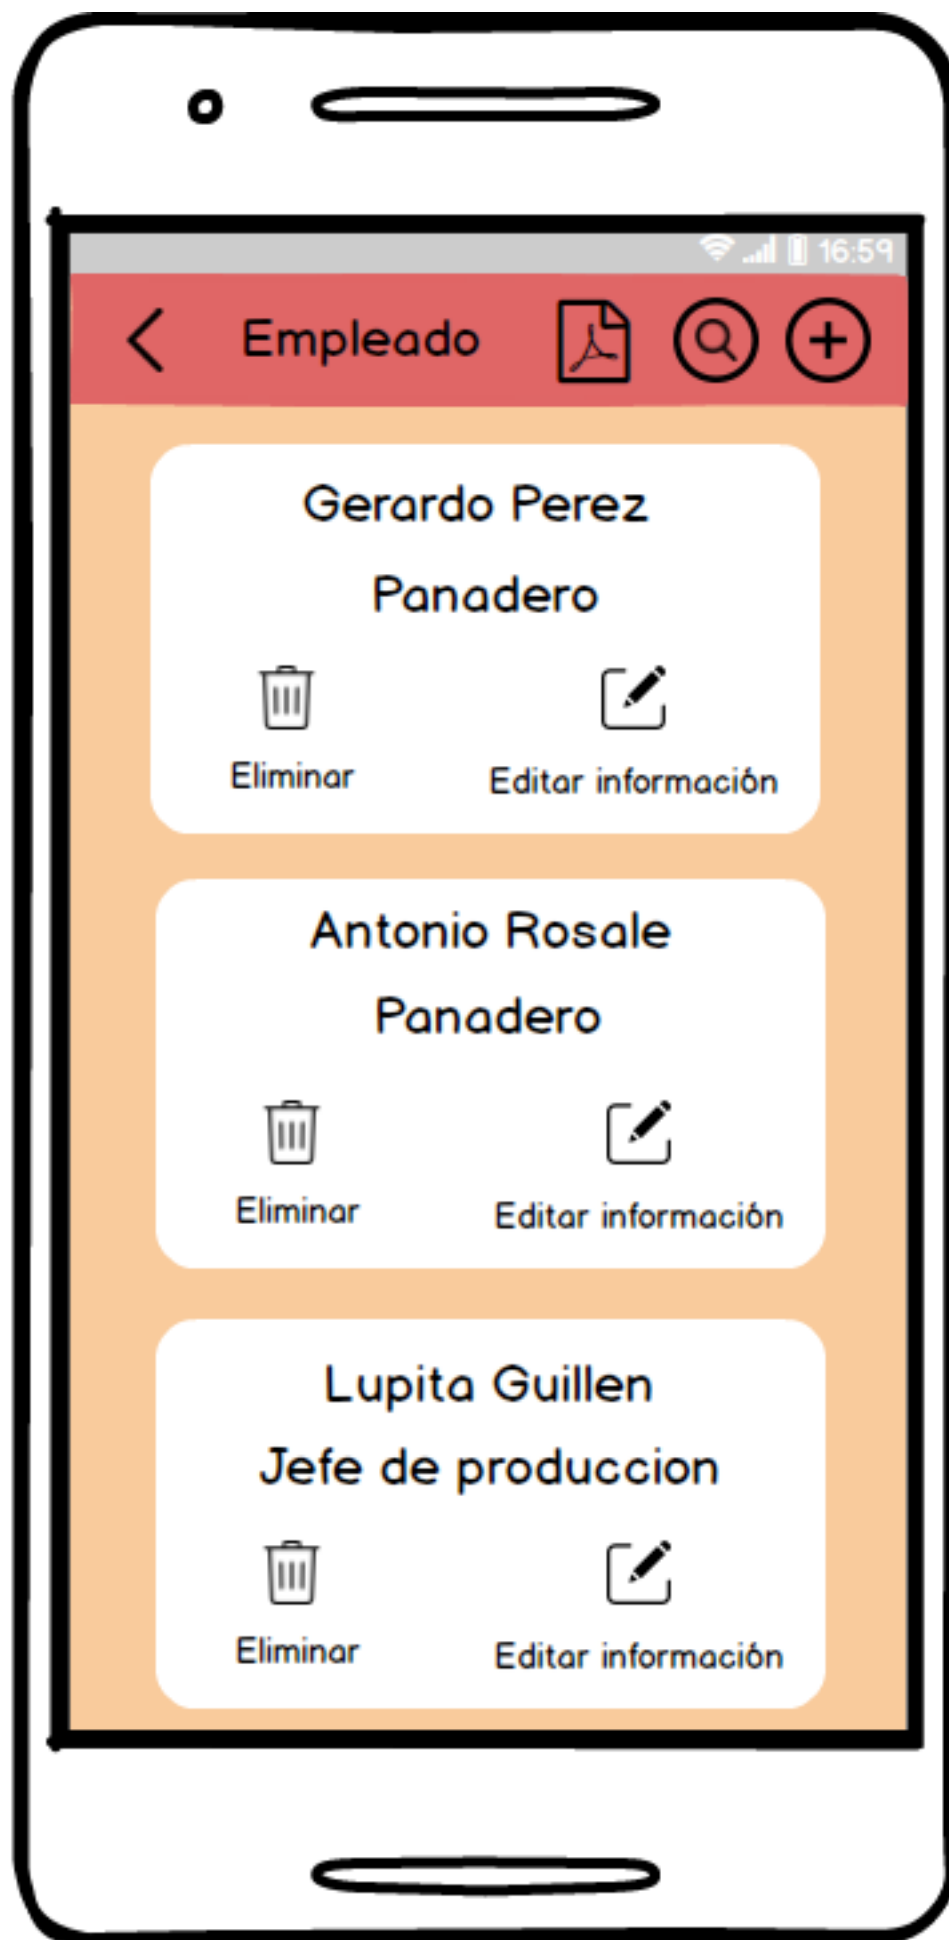 16:59
Empleado
Gerardo Perez
Panadero
Eliminar Editar información
Antonio Rosale
Panadero
Eliminar Editar información
Lupita Guillen
Jefe de produccion
Eliminar Editar información